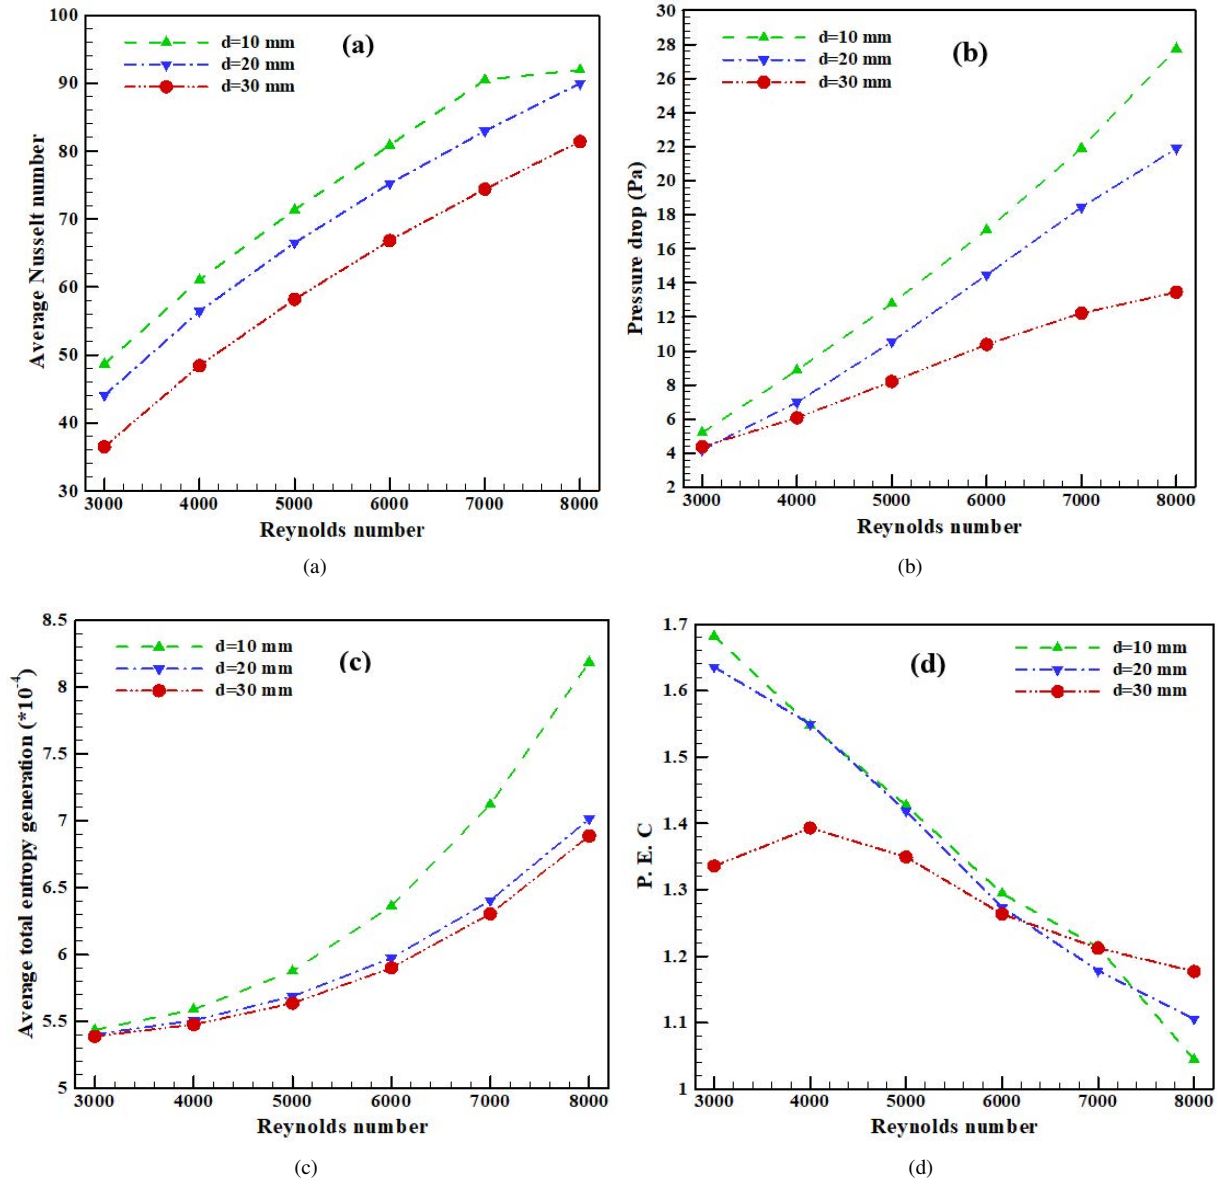 100
90
80
70
60
50
40
30
Average Nusselt number
d=10 mm
d=20 mm
d=30 mm
(a)
3000 4000 5000 6000 7000 8000
Reynolds number
(a)
30
28
26
24
22
20
18
16
14
12
10
8
6
4
2
Pressure drop (Pa)
d=10 mm
d=20 mm
d=30 mm
(b)
3000 4000 5000 6000 7000 8000
Reynolds number
(b)
8.5
8
7.5
7
6.5
6
5.5
5
Average total entropy generation (*10-4)
d=10 mm
d=20 mm
d=30 mm
(c)
3000 4000 5000 6000 7000 8000
Reynolds number
(c)
1.7
1.6
1.5
1.4
1.3
1.2
1.1
1
P. E. C
(d)
d=10 mm
d=20 mm
d=30 mm
3000 4000 5000 6000 7000 8000
Reynolds number
(d)